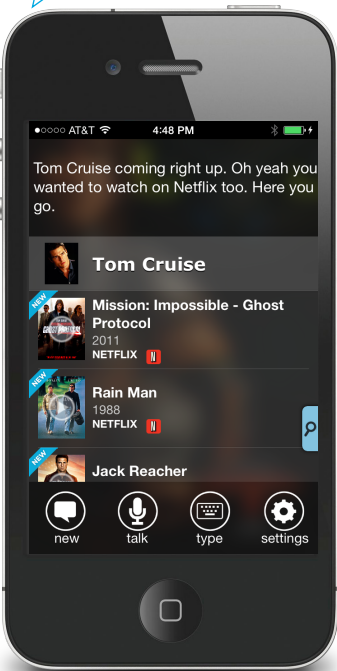 AT&T 4:48 PM
Tom Cruise coming right up. Oh yeah you
wanted to watch on Netflix too. Here you
go.
Tom Cruise
NEW
Mission: Impossible - Ghost
Protocol
2011
NETFLIX N
NEW
Rain Man
1988
NETFLIX N
NEW
Jack Reacher
new talk type settings